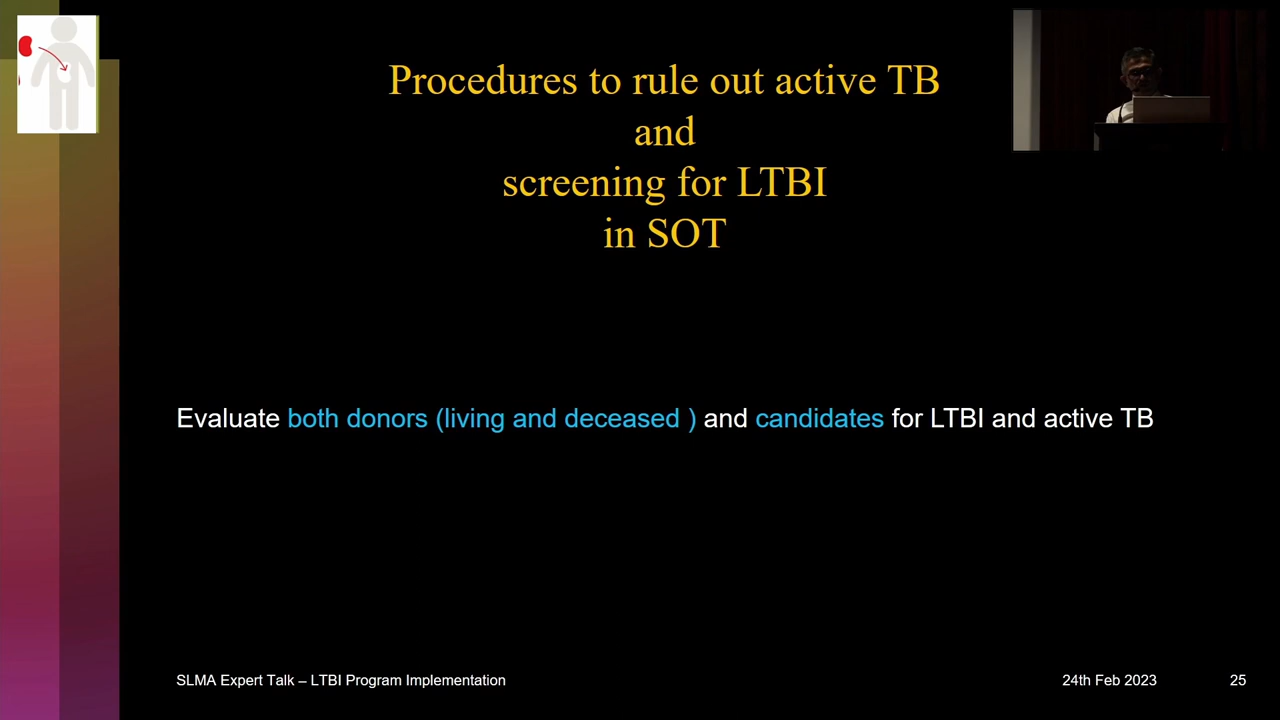 Procedures to rule out active TB
and
screening for LTBI
in SOT
Evaluate both donors (living and deceased ) and candidates for LTBI and active TB
SLMA Expert Talk – LTBI Program Implementation
24th Feb 2023
25